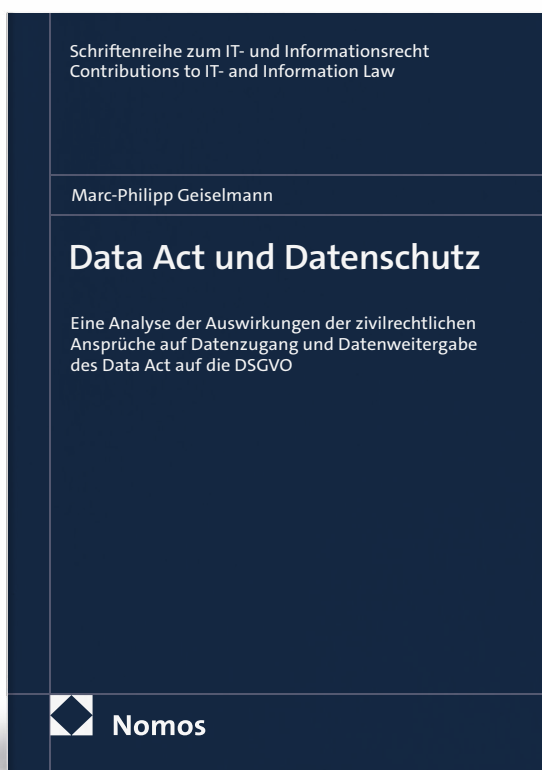 Schriftenreihe zum IT- und Informationsrecht
Contributions to IT- and Information Law
Marc-Philipp Geiselmann
Data Act und Datenschutz
Eine Analyse der Auswirkungen der zivilrechtlichen
Ansprüche auf Datenzugang und Datenweitergabe
des Data Act auf die DSGVO
Nomos